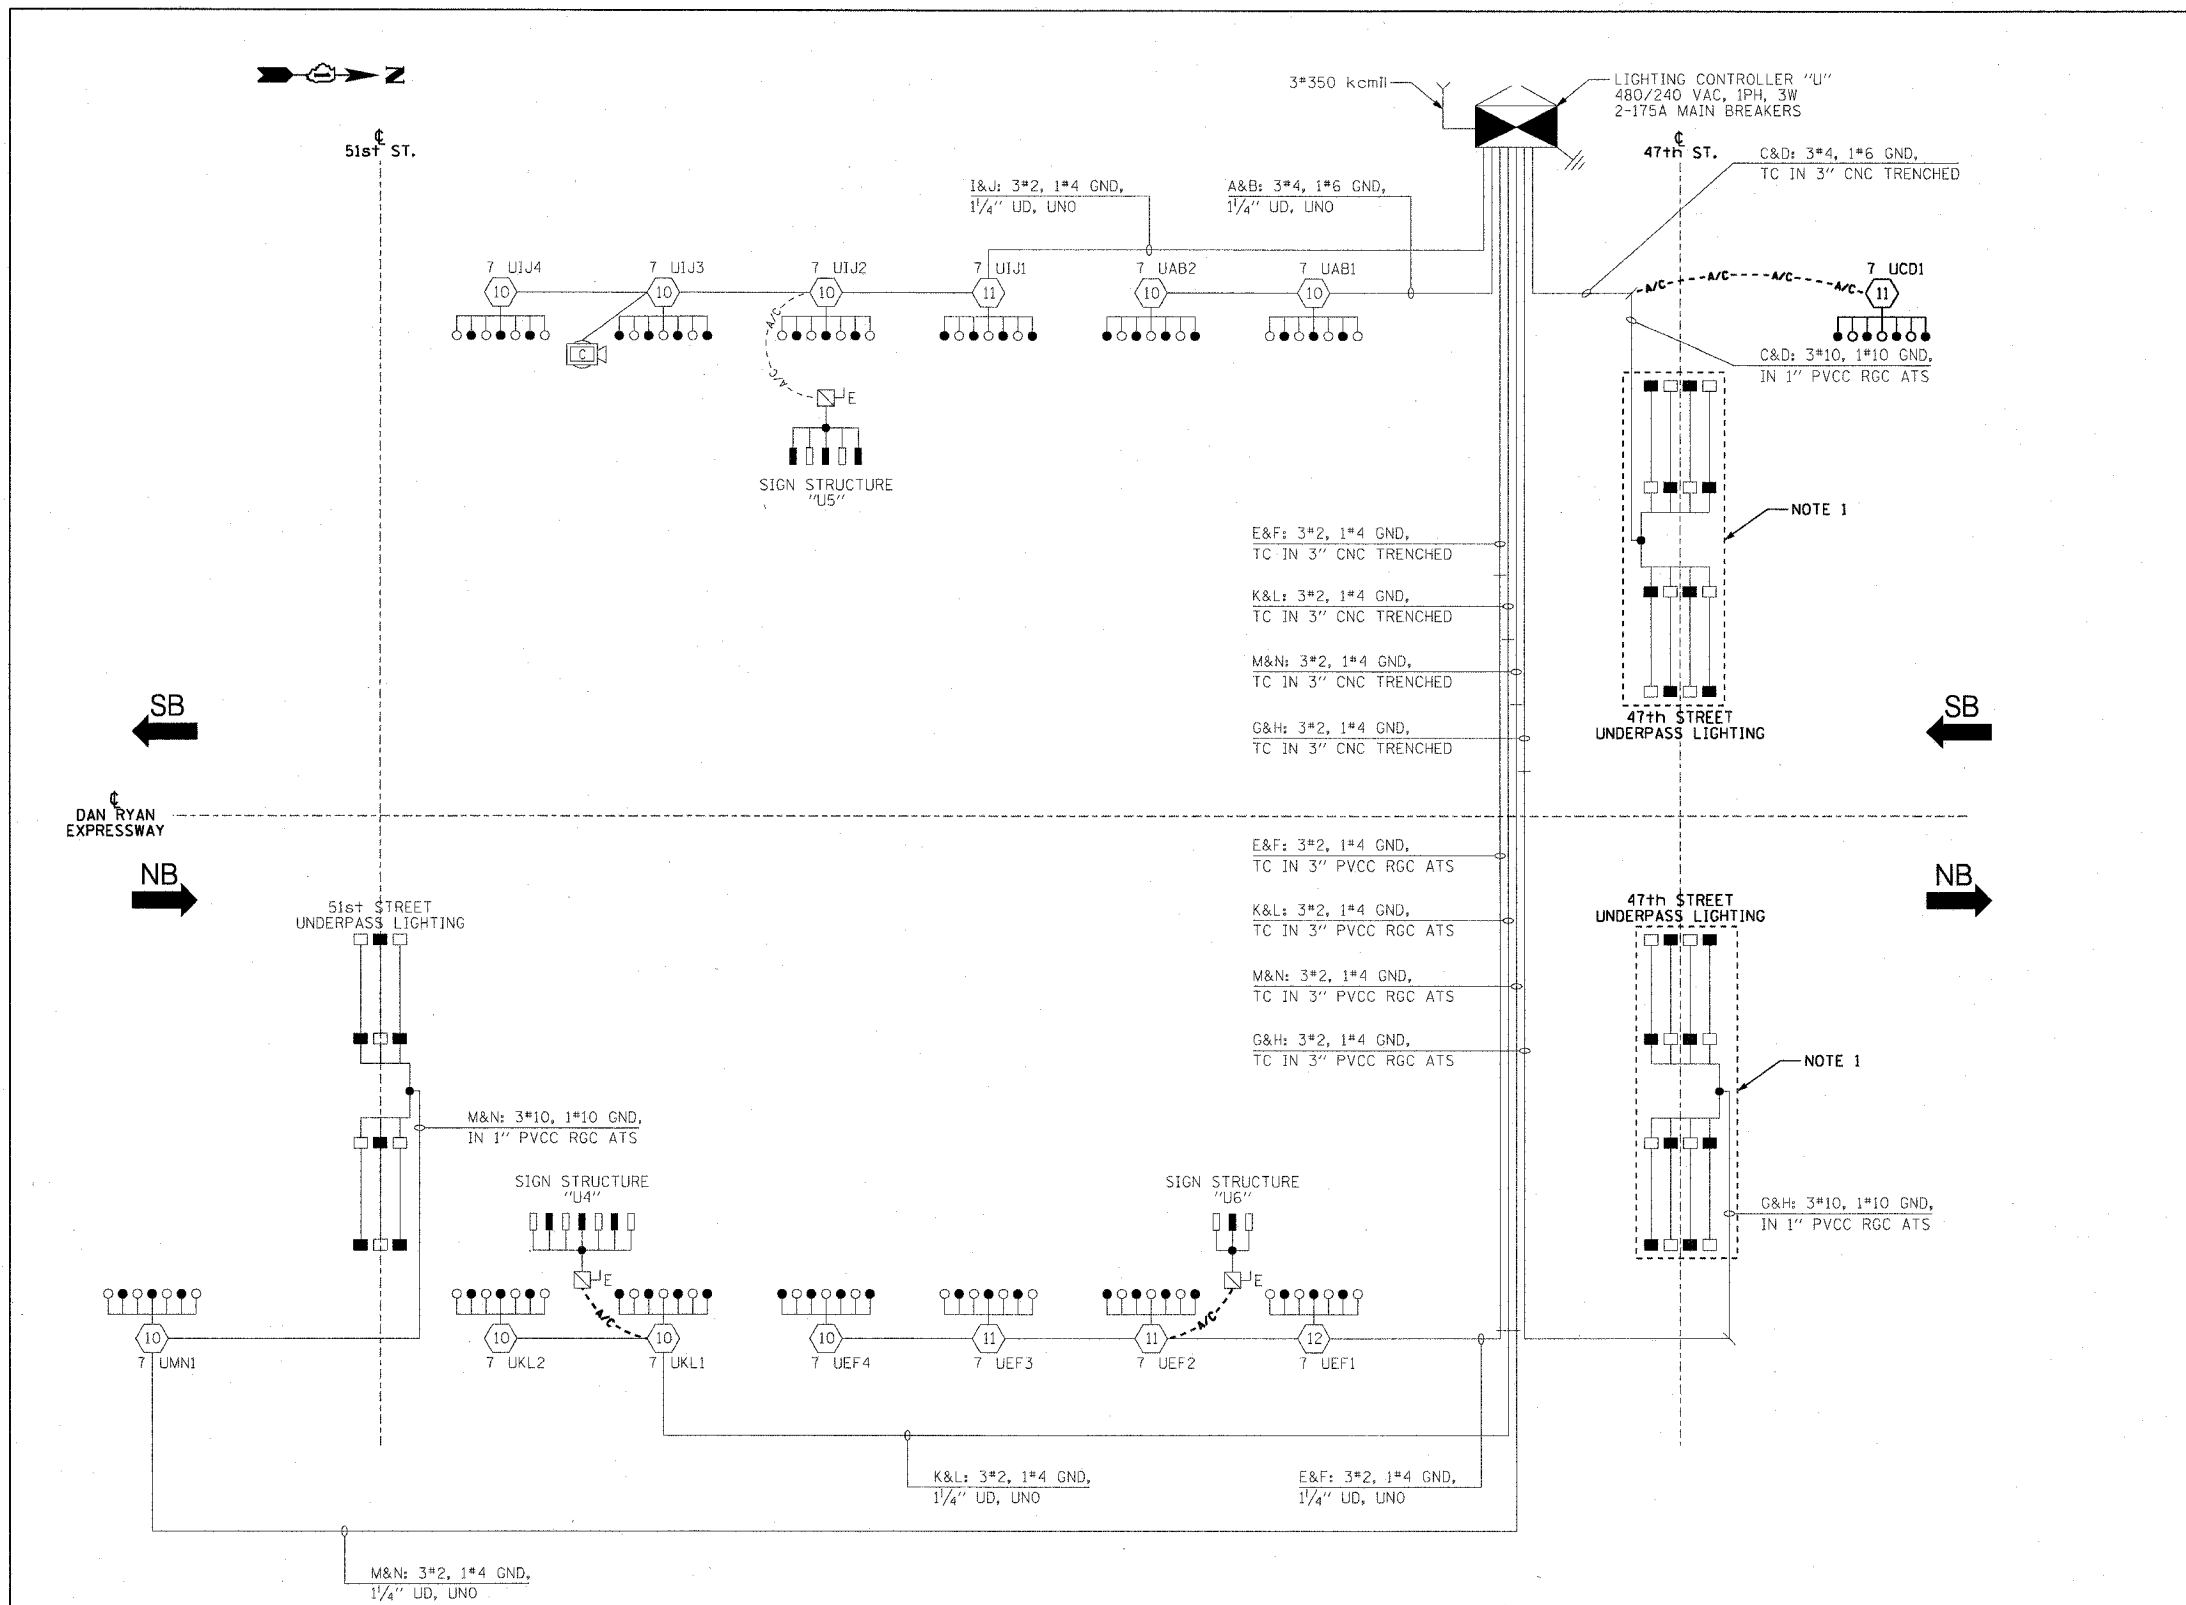 N
3#350 kcmil
LIGHTING CONTROLLER "U"
480/240 VAC, 1PH, 3W
2-175A MAIN BREAKERS
℄
51st ST.
℄
47th ST.
C&D: 3#4, 1#6 GND,
TC IN 3" CNC TRENCHED
I&J: 3#2, 1#4 GND,
1 1/4" UD, UNO
A&B: 3#4, 1#6 GND,
1 1/4" UD, UNO
7 UIJ4
10
7 UIJ3
10
7 UIJ2
10
7 UIJ1
11
7 UAB2
10
7 UAB1
10
A/C A/C A/C A/C
7 UCD1
11
C
A/C
A/C
E
SIGN STRUCTURE
"U5"
C&D: 3#10, 1#10 GND,
IN 1" PVCC RGC ATS
NOTE 1
47th STREET
UNDERPASS LIGHTING
E&F: 3#2, 1#4 GND,
TC IN 3" CNC TRENCHED
K&L: 3#2, 1#4 GND,
TC IN 3" CNC TRENCHED
M&N: 3#2, 1#4 GND,
TC IN 3" CNC TRENCHED
G&H: 3#2, 1#4 GND,
TC IN 3" CNC TRENCHED
SB
SB
℄
DAN RYAN
EXPRESSWAY
NB
NB
E&F: 3#2, 1#4 GND,
TC IN 3" PVCC RGC ATS
K&L: 3#2, 1#4 GND,
TC IN 3" PVCC RGC ATS
M&N: 3#2, 1#4 GND,
TC IN 3" PVCC RGC ATS
G&H: 3#2, 1#4 GND,
TC IN 3" PVCC RGC ATS
51st STREET
UNDERPASS LIGHTING
47th STREET
UNDERPASS LIGHTING
NOTE 1
M&N: 3#10, 1#10 GND,
IN 1" PVCC RGC ATS
SIGN STRUCTURE
"U4"
E
A/C
SIGN STRUCTURE
"U6"
E
A/C
G&H: 3#10, 1#10 GND,
IN 1" PVCC RGC ATS
10
7 UMN1
10
7 UKL2
10
7 UKL1
10
7 UEF4
11
7 UEF3
11
7 UEF2
12
7 UEF1
K&L: 3#2, 1#4 GND,
1 1/4" UD, UNO
E&F: 3#2, 1#4 GND,
1 1/4" UD, UNO
M&N: 3#2, 1#4 GND,
1 1/4" UD, UNO